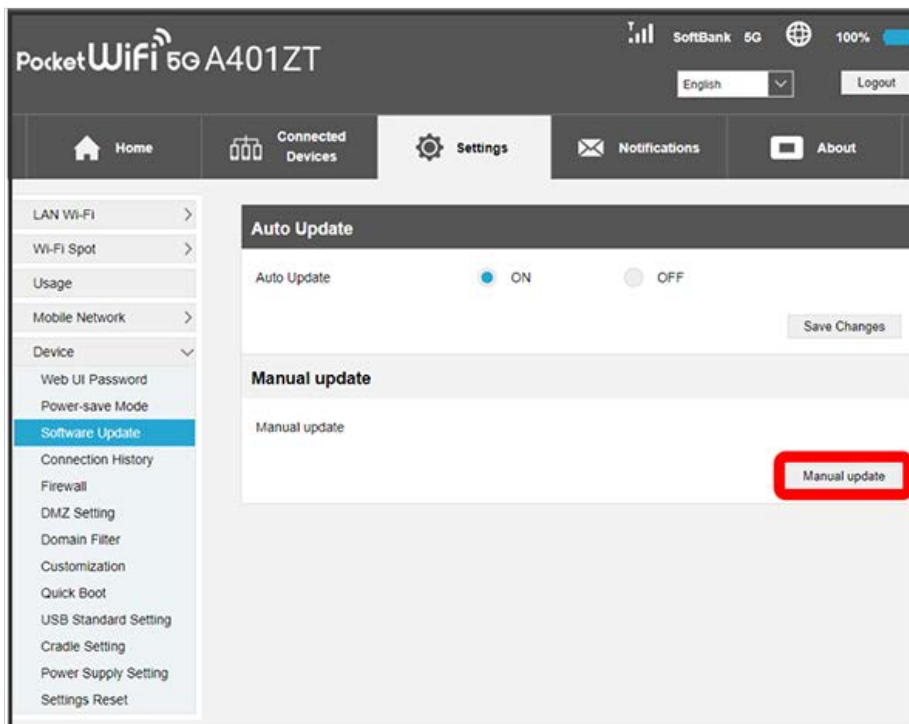 PocketWiFi 5G A401ZT
SoftBank 5G 100%
English
Logout
Home
Connected
Devices
Settings
Notifications
About
LAN Wi-Fi
Wi-Fi Spot
Usage
Mobile Network
Device
Web UI Password
Power-save Mode
Software Update
Connection History
Firewall
DMZ Setting
Domain Filter
Customization
Quick Boot
USB Standard Setting
Cradle Setting
Power Supply Setting
Settings Reset
Auto Update
Auto Update ON OFF
Save Changes
Manual update
Manual update
Manual update